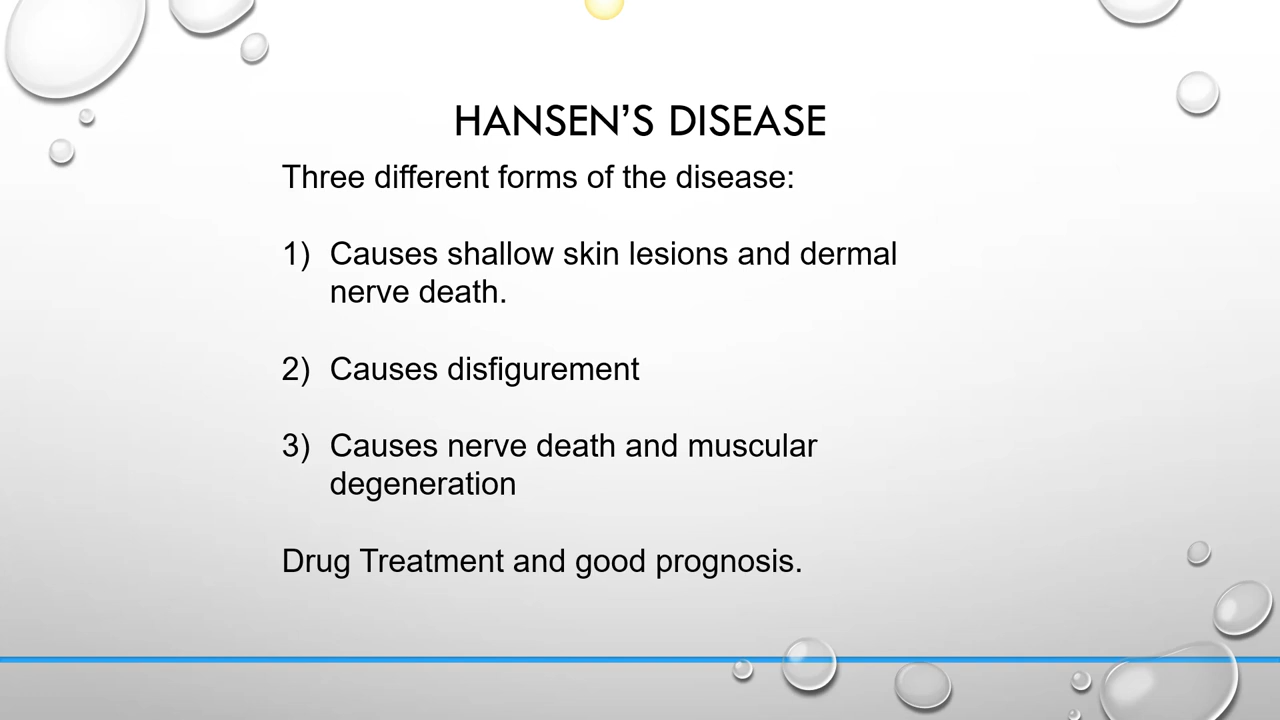 HANSEN’S DISEASE
Three different forms of the disease:
1) Causes shallow skin lesions and dermal
nerve death.
2) Causes disfigurement
3) Causes nerve death and muscular
degeneration
Drug Treatment and good prognosis.